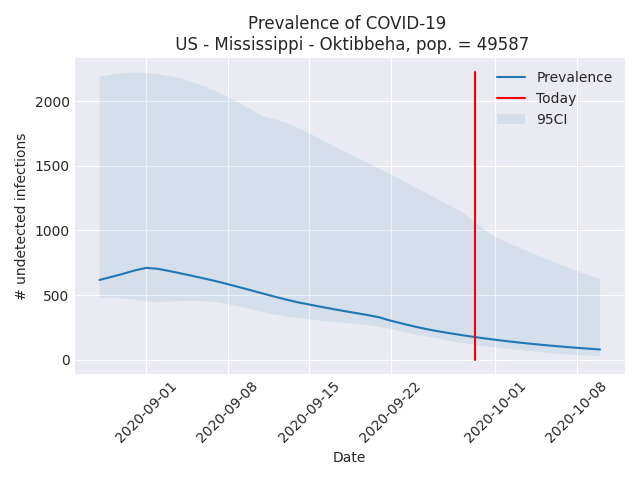 Prevalence of COVID-19
US - Mississippi - Oktibbeha, pop. = 49587
Prevalence
Today
95CI
# undetected infections
2000
1500
1000
500
0
2020-09-01
2020-09-08
2020-09-15
2020-09-22
2020-10-01
2020-10-08
Date